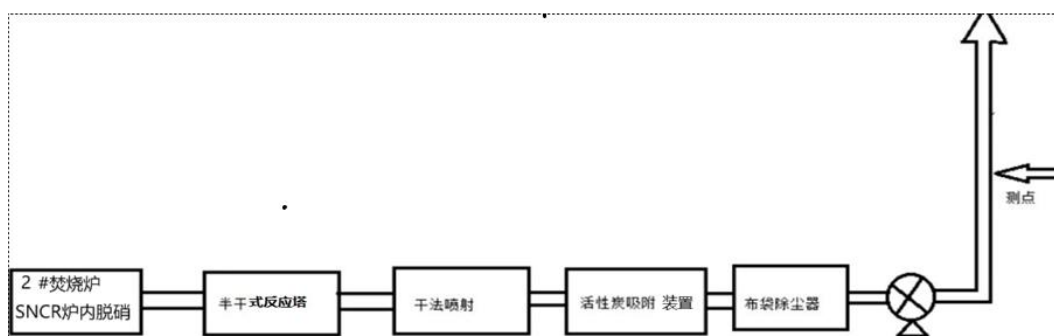 测点
2 #焚烧炉
SNCR炉内脱硝
半干式反应塔
干法喷射
活性炭吸附 装置
布袋除尘器